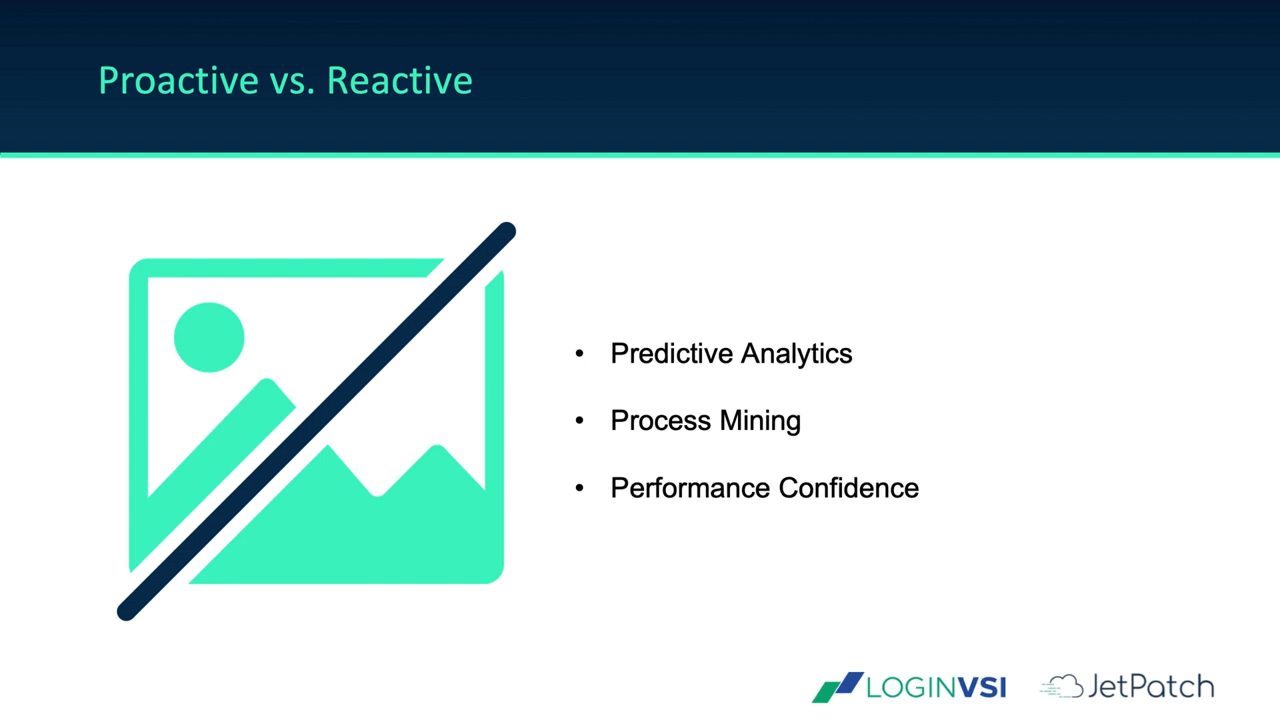 Proactive vs. Reactive
• Predictive Analytics
• Process Mining
• Performance Confidence
LOGINVSI
JetPatch